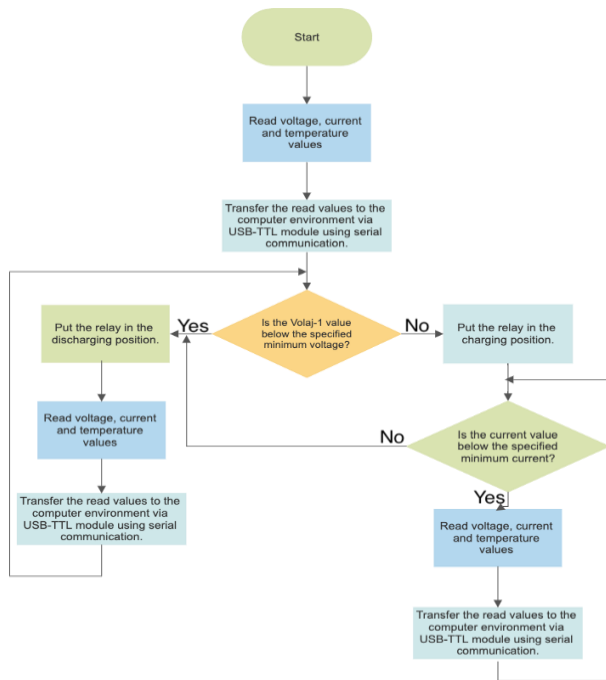 Start
Read voltage, current
and temperature
values
Transfer the read values to the
computer environment via
USB-TTL module using serial
communication.
Is the Volaj-1 value
below the specified
minimum voltage?
Yes
No
Put the relay in the
discharging position.
Put the relay in the
charging position.
Read voltage, current
and temperature
values
Transfer the read values to the
computer environment via
USB-TTL module using serial
communication.
Is the current value
below the specified
minimum current?
No
Yes
Read voltage, current
and temperature
values
Transfer the read values to the
computer environment via
USB-TTL module using serial
communication.